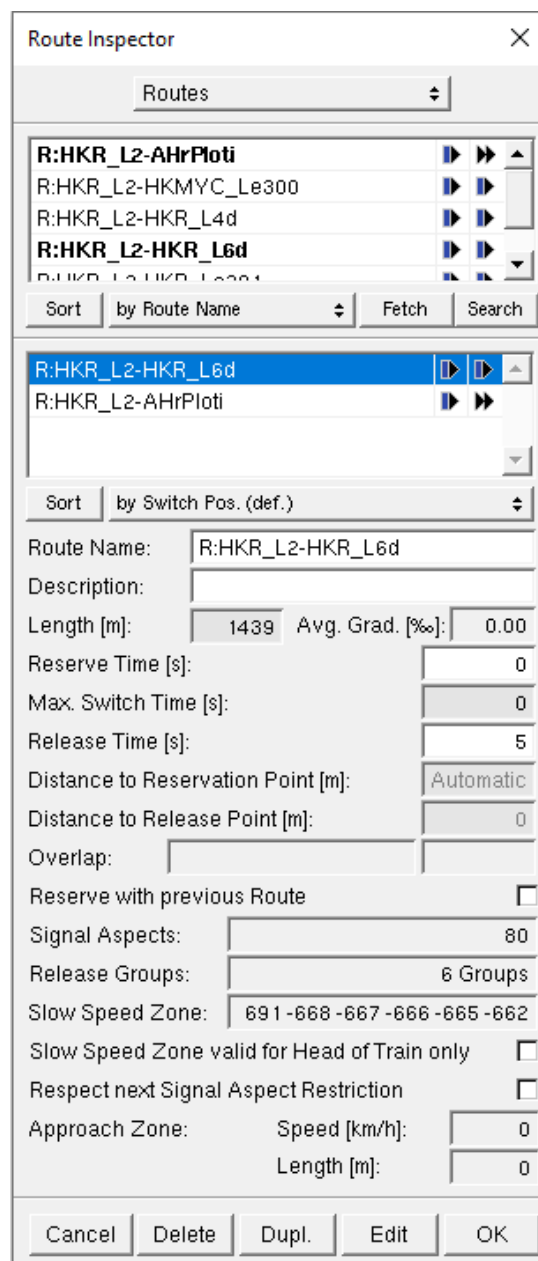 Route Inspector
Routes
R:HKR_L2-AHrPloti
R:HKR_L2-HKMYC_Le300
R:HKR_L2-HKR_L4d
R:HKR_L2-HKR_L6d
Sort by Route Name Fetch Search
R:HKR_L2-HKR_L6d
R:HKR_L2-AHrPloti
Sort by Switch Pos. (def.)
Route Name: R:HKR_L2-HKR_L6d
Description:
Length [m]: 1439 Avg. Grad. [‰]: 0.00
Reserve Time [s]: 0
Max. Switch Time [s]: 0
Release Time [s]: 5
Distance to Reservation Point [m]: Automatic
Distance to Release Point [m]: 0
Overlap:
Reserve with previous Route
Signal Aspects: 80
Release Groups: 6 Groups
Slow Speed Zone: 691-668-667-666-665-662
Slow Speed Zone valid for Head of Train only
Respect next Signal Aspect Restriction
Approach Zone: Speed [km/h]: 0
Length [m]: 0
Cancel Delete Dupl. Edit OK